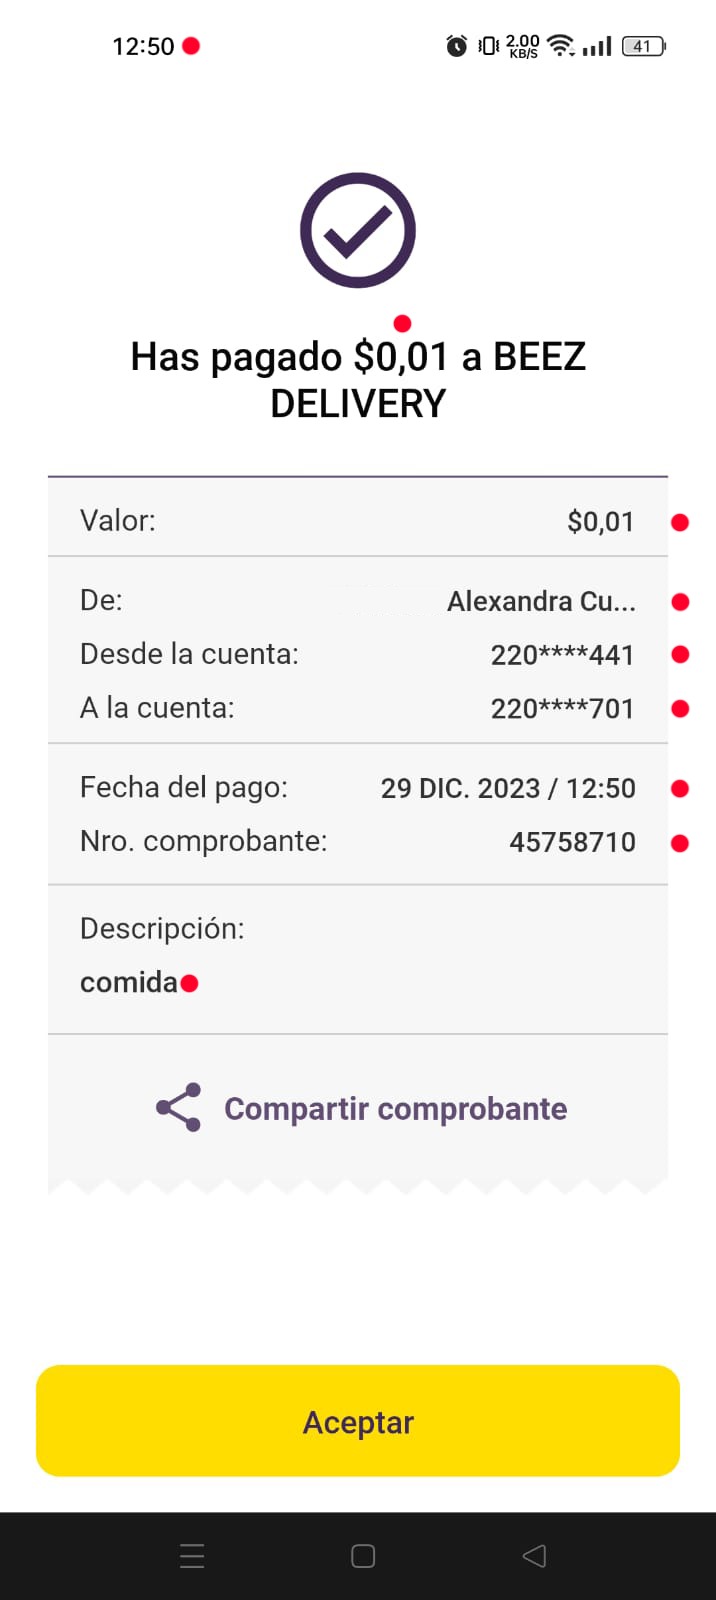 12:50
2.00
KB/S
41
Has pagado $0,01 a BEEZ
DELIVERY
Valor: $0,01
De: Alexandra Cu...
Desde la cuenta: 220****441
A la cuenta: 220****701
Fecha del pago: 29 DIC. 2023 / 12:50
Nro. comprobante: 45758710
Descripción:
comida
Compartir comprobante
Aceptar